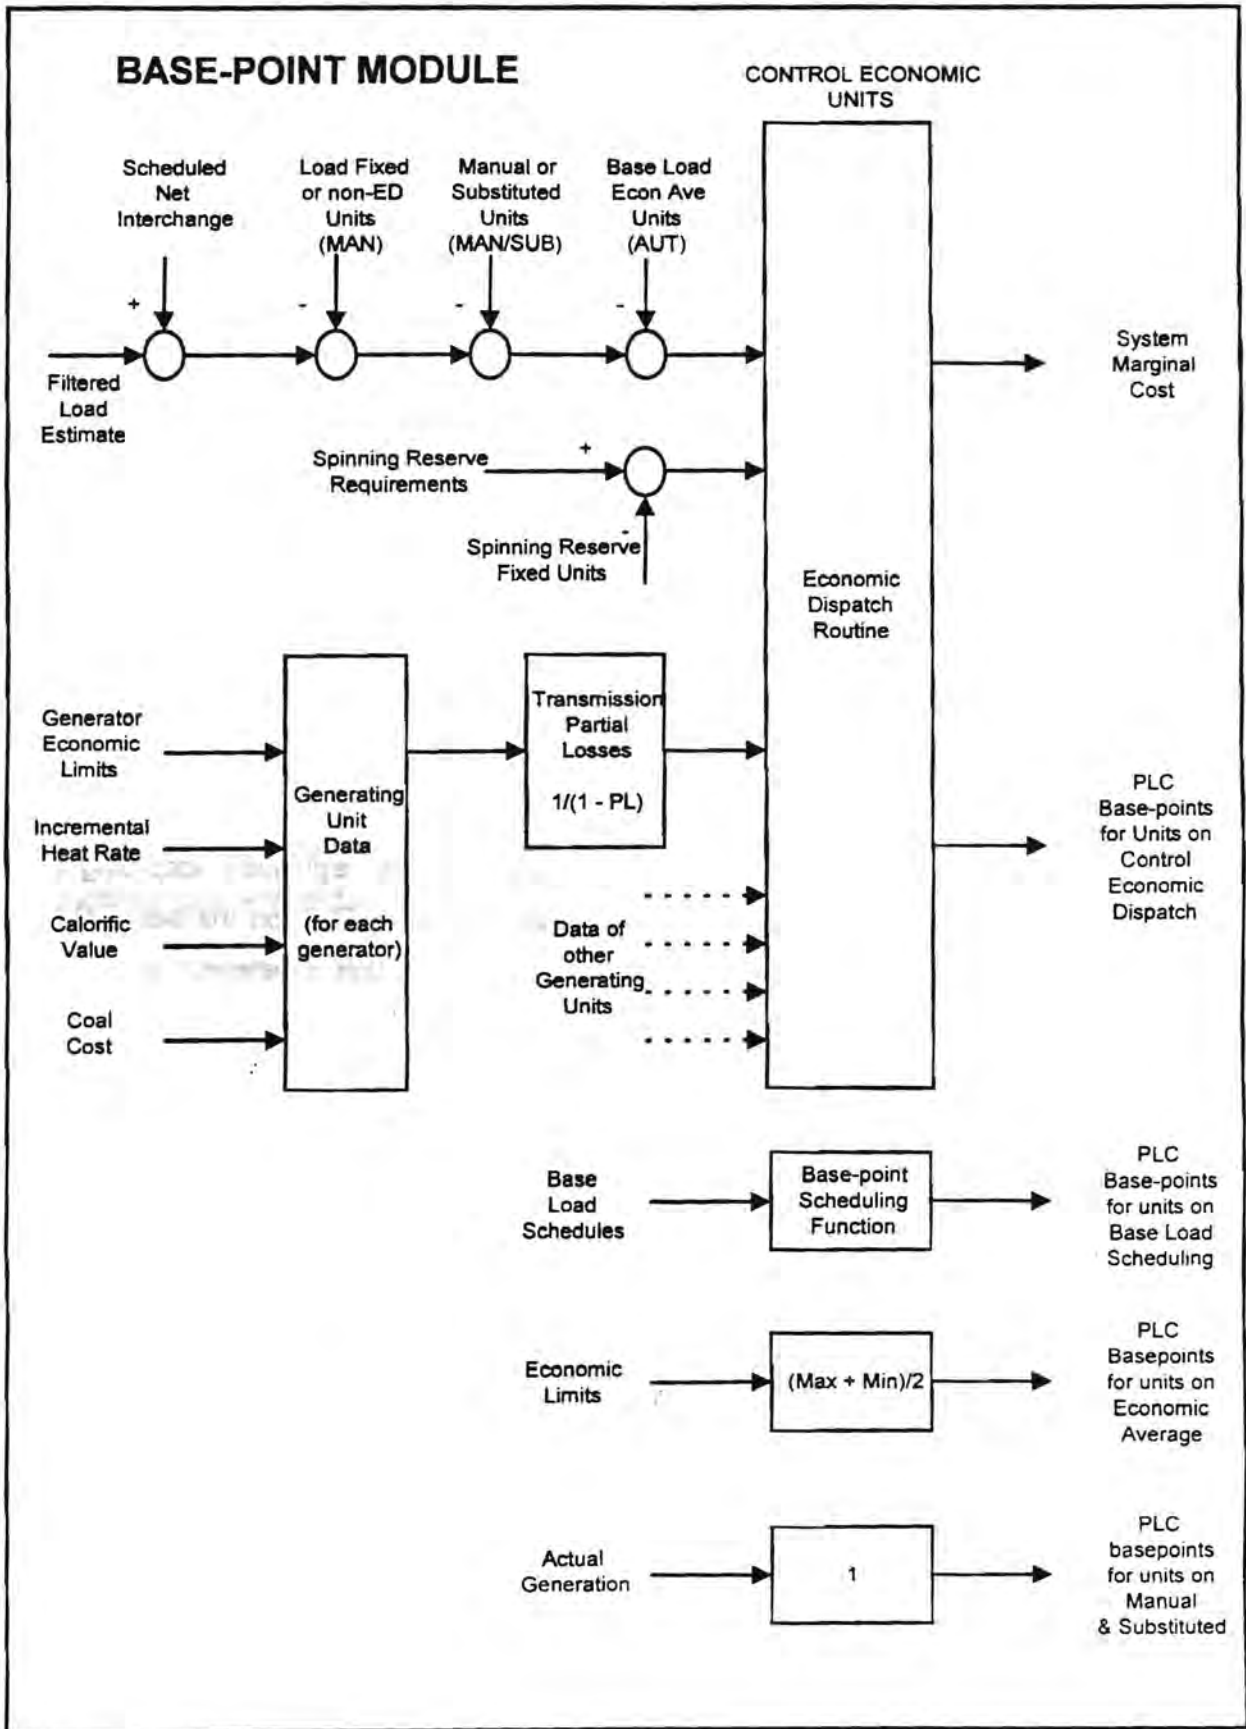 BASE-POINT MODULE
CONTROL ECONOMIC
UNITS
Scheduled
Net
Interchange
Load Fixed
or non-ED
Units
(MAN)
Manual or
Substituted
Units
(MAN/SUB)
Base Load
Econ Ave
Units
(AUT)
+
-
-
-
Filtered
Load
Estimate
System
Marginal
Cost
Spinning Reserve
Requirements
+
-
Spinning Reserve
Fixed Units
Economic
Dispatch
Routine
Generator
Economic
Limits
Incremental
Heat Rate
Calorific
Value
Coal
Cost
Generating
Unit
Data
(for each
generator)
Transmission
Partial
Losses
1/(1 - PL)
Data of
other
Generating
Units
PLC
Base-points
for Units on
Control
Economic
Dispatch
Base
Load
Schedules
Base-point
Scheduling
Function
PLC
Base-points
for units on
Base Load
Scheduling
Economic
Limits
(Max + Min)/2
PLC
Basepoints
for units on
Economic
Average
Actual
Generation
1
PLC
basepoints
for units on
Manual
& Substituted